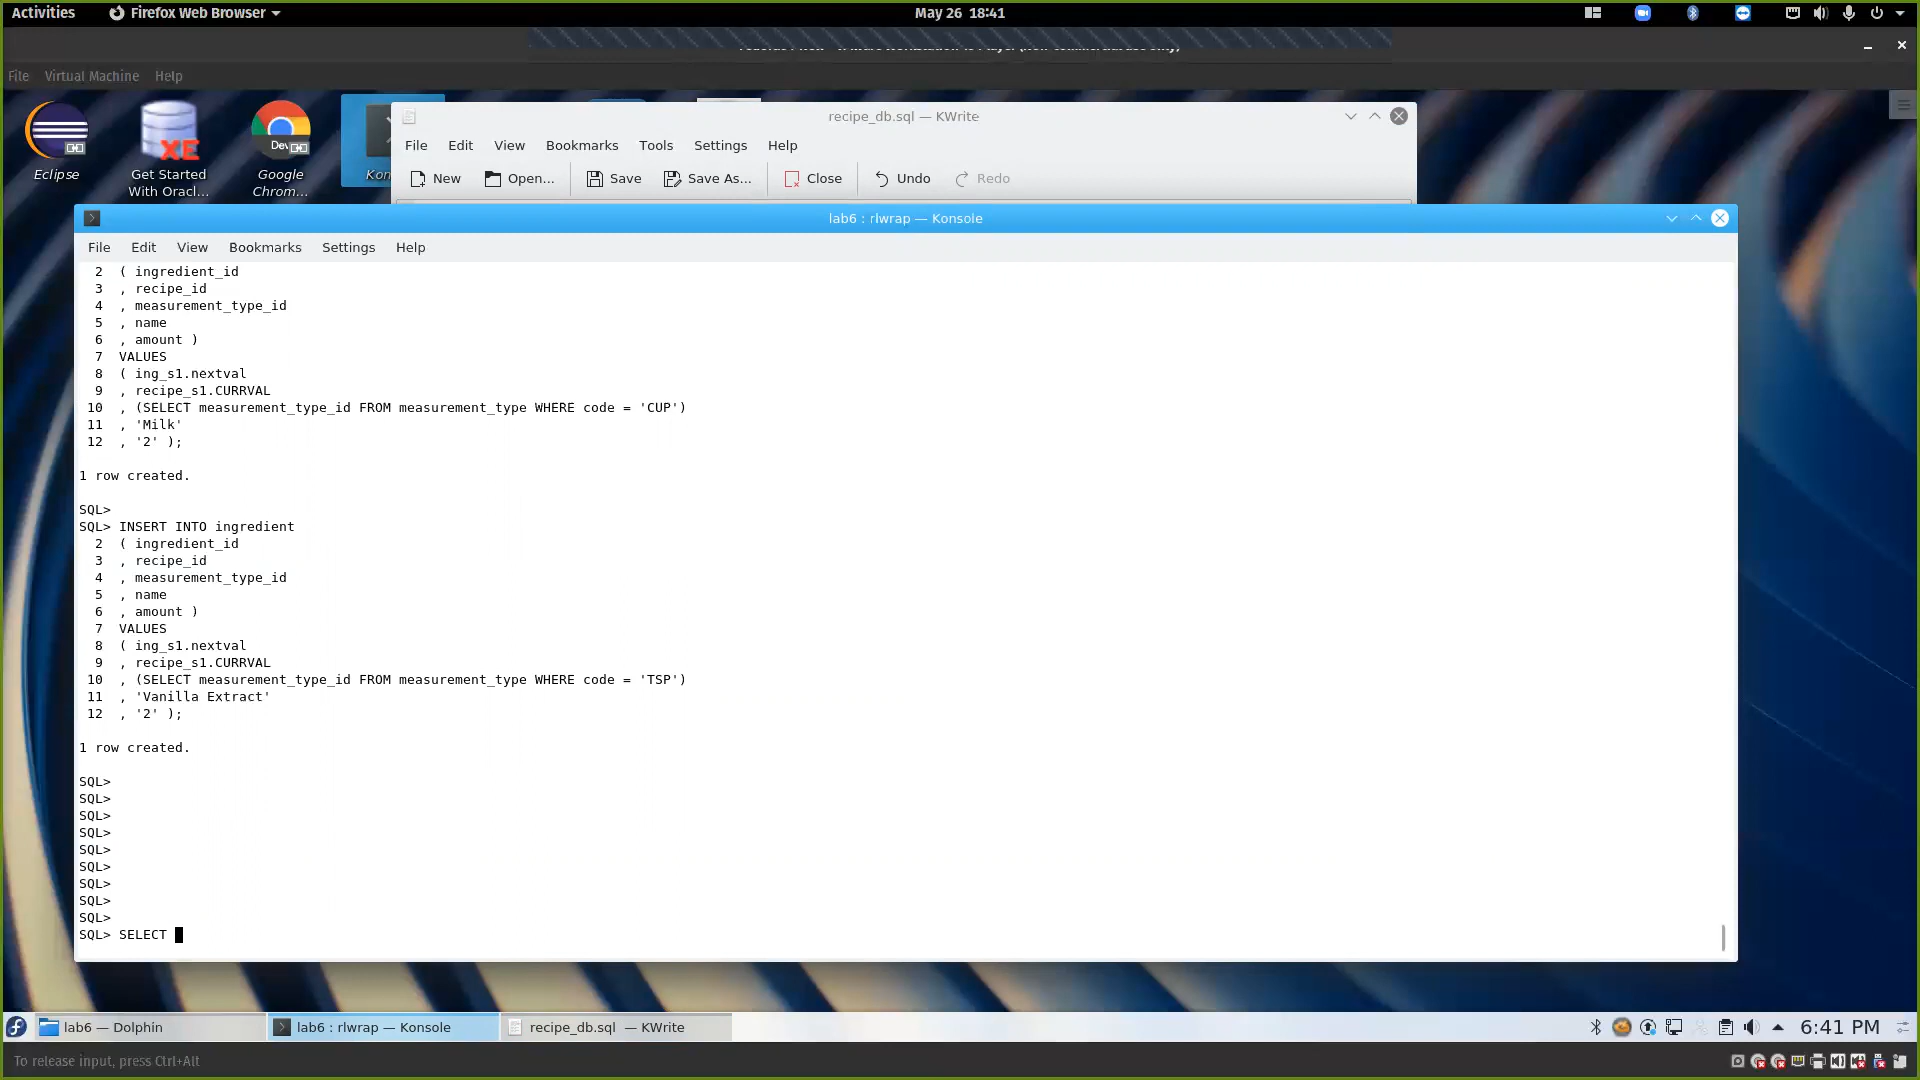 Activities
Firefox Web Browser
May 26 18:41
File Virtual Machine Help
Eclipse
Get Started
With Oracl...
XE
Dev
Google
Chrom...
Kon
recipe_db.sql — KWrite
File Edit View Bookmarks Tools Settings Help
New Open... Save Save As... Close Undo Redo
lab6 : rlwrap — Konsole
File Edit View Bookmarks Settings Help
2 ( ingredient_id
3 , recipe_id
4 , measurement_type_id
5 , name
6 , amount )
7 VALUES
8 ( ing_s1.nextval
9 , recipe_s1.CURRVAL
10 , (SELECT measurement_type_id FROM measurement_type WHERE code = 'CUP')
11 , 'Milk'
12 , '2' );
1 row created.
SQL>
SQL> INSERT INTO ingredient
2 ( ingredient_id
3 , recipe_id
4 , measurement_type_id
5 , name
6 , amount )
7 VALUES
8 ( ing_s1.nextval
9 , recipe_s1.CURRVAL
10 , (SELECT measurement_type_id FROM measurement_type WHERE code = 'TSP')
11 , 'Vanilla Extract'
12 , '2' );
1 row created.
SQL>
SQL>
SQL>
SQL>
SQL>
SQL>
SQL>
SQL>
SQL>
SQL> SELECT
lab6 — Dolphin
lab6 : rlwrap — Konsole
recipe_db.sql — KWrite
6:41 PM
To release input, press Ctrl+Alt